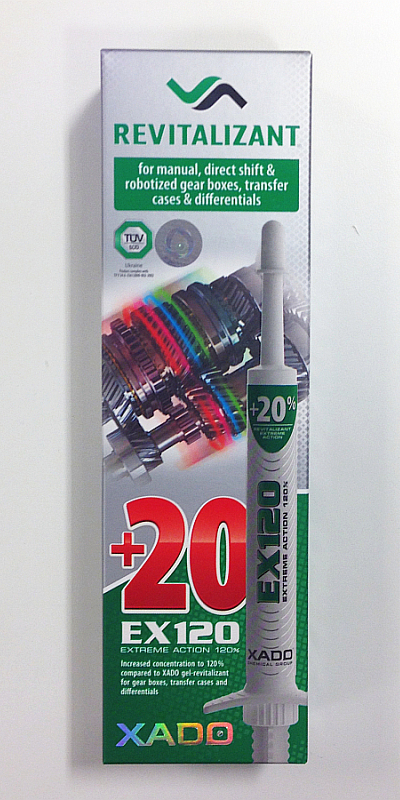 REVITALIZANT
for manual, direct shift &
robotized gear boxes, transfer
cases & differentials
TÜV
SÜD
Ukraine
+20%
REVITALIZANT
EXTREME
ACTION
EX120
EXTREME ACTION 120%
XADO
CHEMICAL GROUP
+20
EX120
EXTREME ACTION 120%
Increased concentration to 120%
compared to XADO gel-revitalizant
for gear boxes, transfer cases and
differentials
XADO